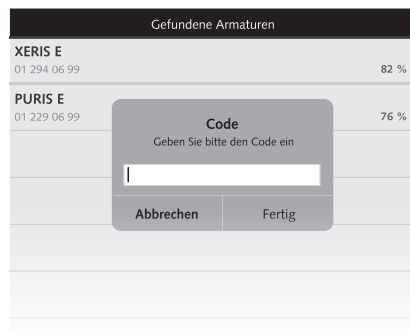 Gefundene Armaturen
XERIS E
01 294 06 99
82 %
PURIS E
01 229 06 99
76 %
Code
Geben Sie bitte den Code ein
Abbrechen
Fertig